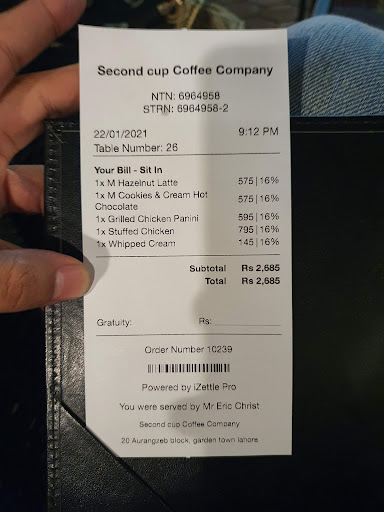 Second cup Coffee Company
NTN: 6964958
STRN: 6964958-2
22/01/2021 9:12 PM
Table Number: 26
Your Bill - Sit In
1x M Hazelnut Latte 575|16%
1x M Cookies & Cream Hot 575|16%
Chocolate
1x Grilled Chicken Panini 595|16%
1x Stuffed Chicken 795|16%
1x Whipped Cream 145|16%
Subtotal Rs 2,685
Total Rs 2,685
Gratuity: Rs:
Order Number 10239
Powered by iZettle Pro
You were served by Mr Eric Christ
Second cup Coffee Company
20 Aurangzeb block, garden town lahore